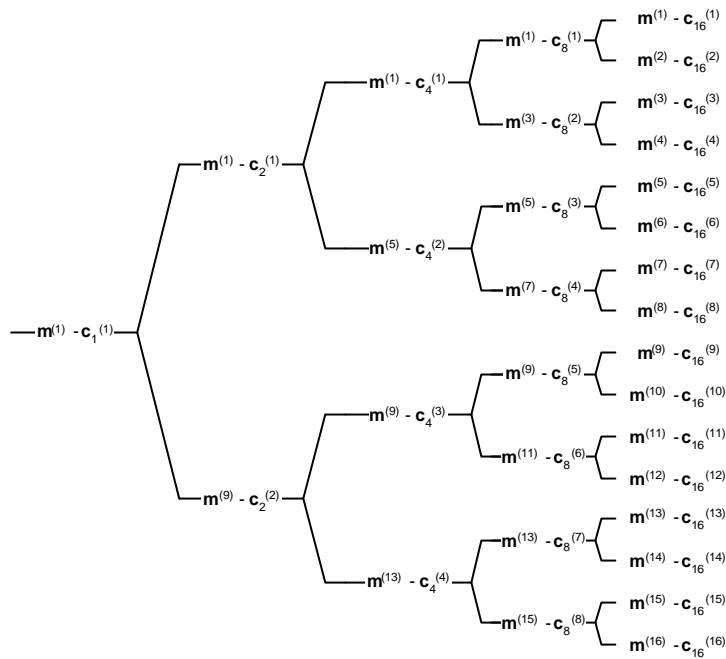 m(1) - c1(1)
m(1) - c2(1)
m(9) - c2(2)
m(1) - c4(1)
m(5) - c4(2)
m(9) - c4(3)
m(13) - c4(4)
m(1) - c8(1)
m(3) - c8(2)
m(5) - c8(3)
m(7) - c8(4)
m(9) - c8(5)
m(11) - c8(6)
m(13) - c8(7)
m(15) - c8(8)
m(1) - c16(1)
m(2) - c16(2)
m(3) - c16(3)
m(4) - c16(4)
m(5) - c16(5)
m(6) - c16(6)
m(7) - c16(7)
m(8) - c16(8)
m(9) - c16(9)
m(10) - c16(10)
m(11) - c16(11)
m(12) - c16(12)
m(13) - c16(13)
m(14) - c16(14)
m(15) - c16(15)
m(16) - c16(16)